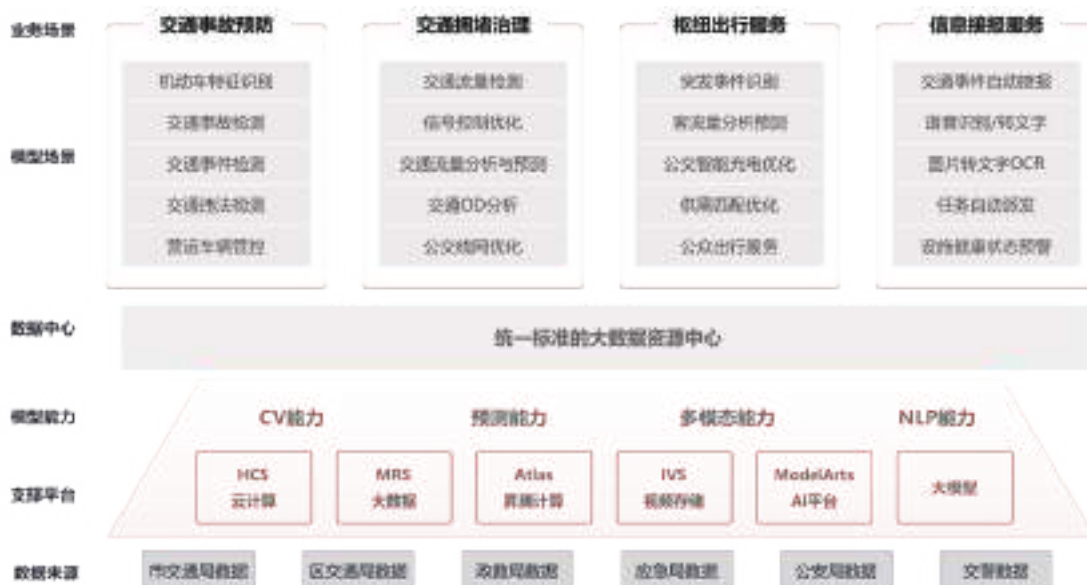 业务场景
交通事故预防
交通拥堵治理
枢纽出行服务
信息接报服务
模型场景
机动车特征识别
交通事故检测
交通事件检测
交通违法检测
营运车辆管控
交通流量检测
信号控制优化
交通流量分析与预测
交通OD分析
公交线网优化
突发事件识别
客流量分析预测
公交智能充电优化
供需匹配优化
公众出行服务
交通事件自动接报
语音识别/转文字
图片转文字OCR
任务自动派发
设施健康状态预警
数据中心
统一标准的大数据资源中心
模型能力
CV能力
预测能力
多模态能力
NLP能力
支撑平台
HCS
云计算
MRS
大数据
Atlas
昇腾计算
IVS
视频存储
ModelArts
AI平台
大模型
数据来源
市交通局数据
区交通局数据
政数局数据
应急局数据
公安局数据
交警数据